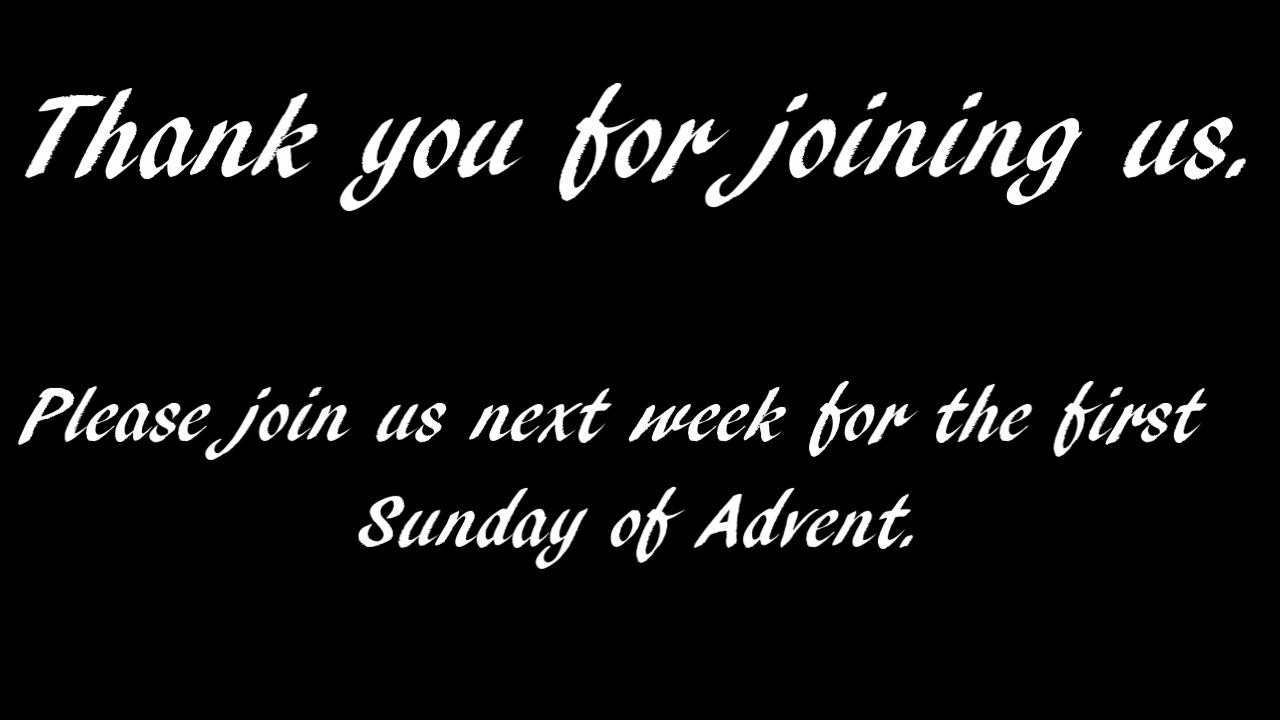 Thank you for joining us.
Please join us next week for the first
Sunday of Advent.